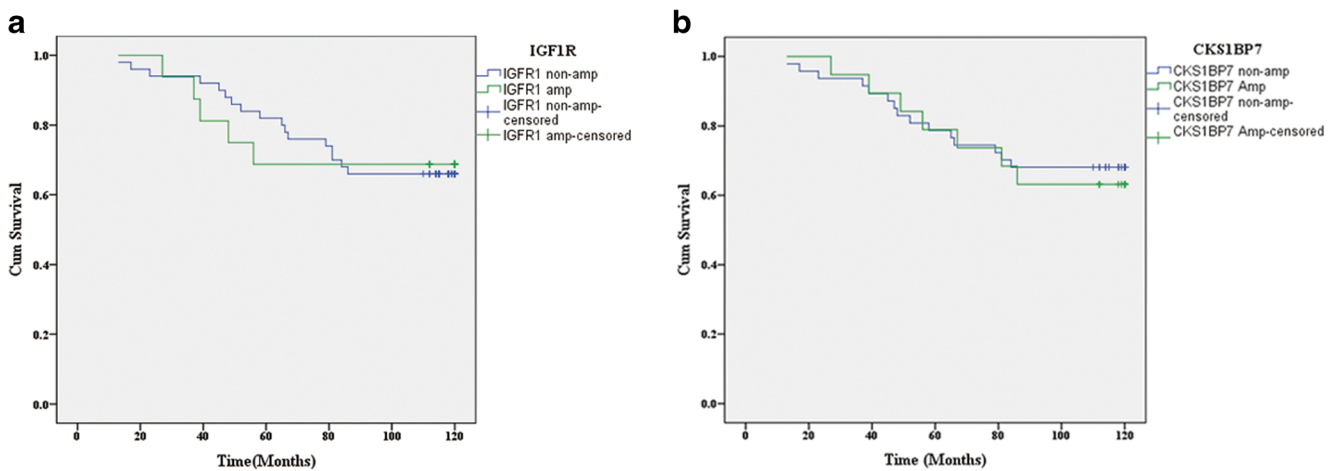 a
IGF1R
IGFR1 non-amp
IGFR1 amp
IGFR1 non-amp-
censored
IGFR1 amp-censored
Cum Survival
1.0
0.8
0.6
0.4
0.2
0.0
0 20 40 60 80 100 120
Time(Months)
b
CKS1BP7
CKS1BP7 non-amp
CKS1BP7 Amp
CKS1BP7 non-amp-
censored
CKS1BP7 Amp-censored
Cum Survival
1.0
0.8
0.6
0.4
0.2
0.0
0 20 40 60 80 100 120
Time (Months)